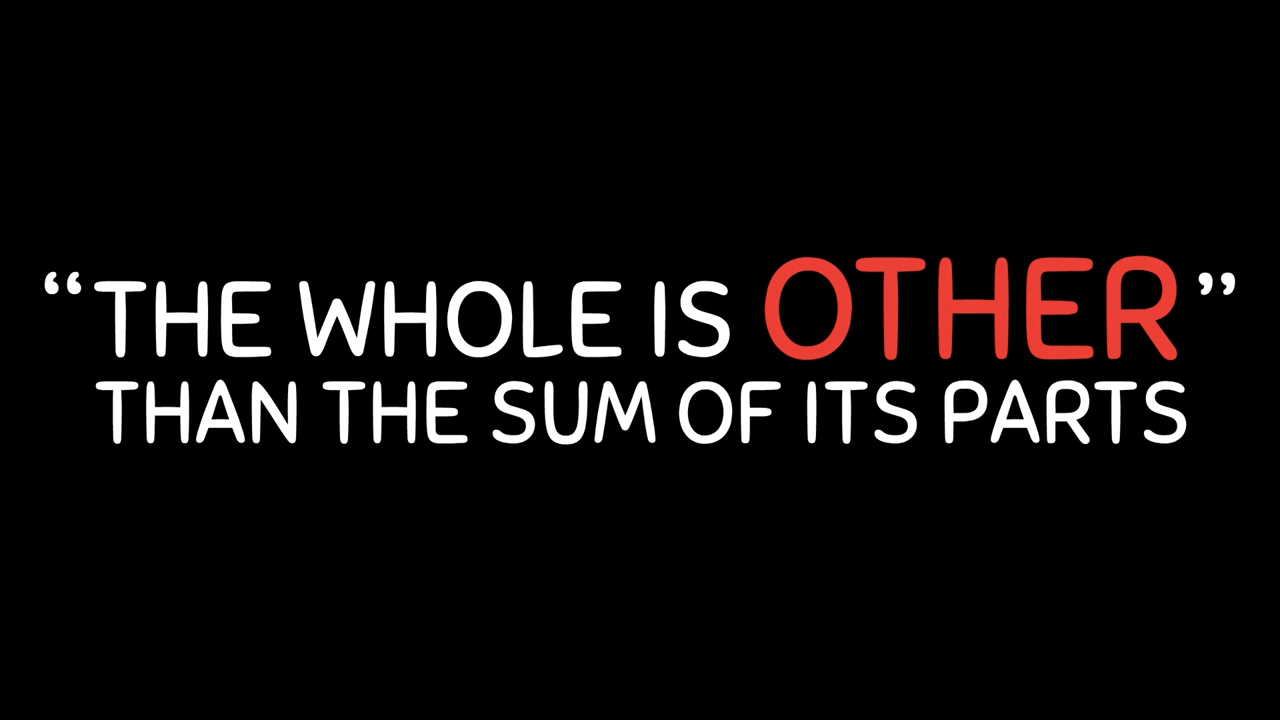 “THE WHOLE IS OTHER”
THAN THE SUM OF ITS PARTS